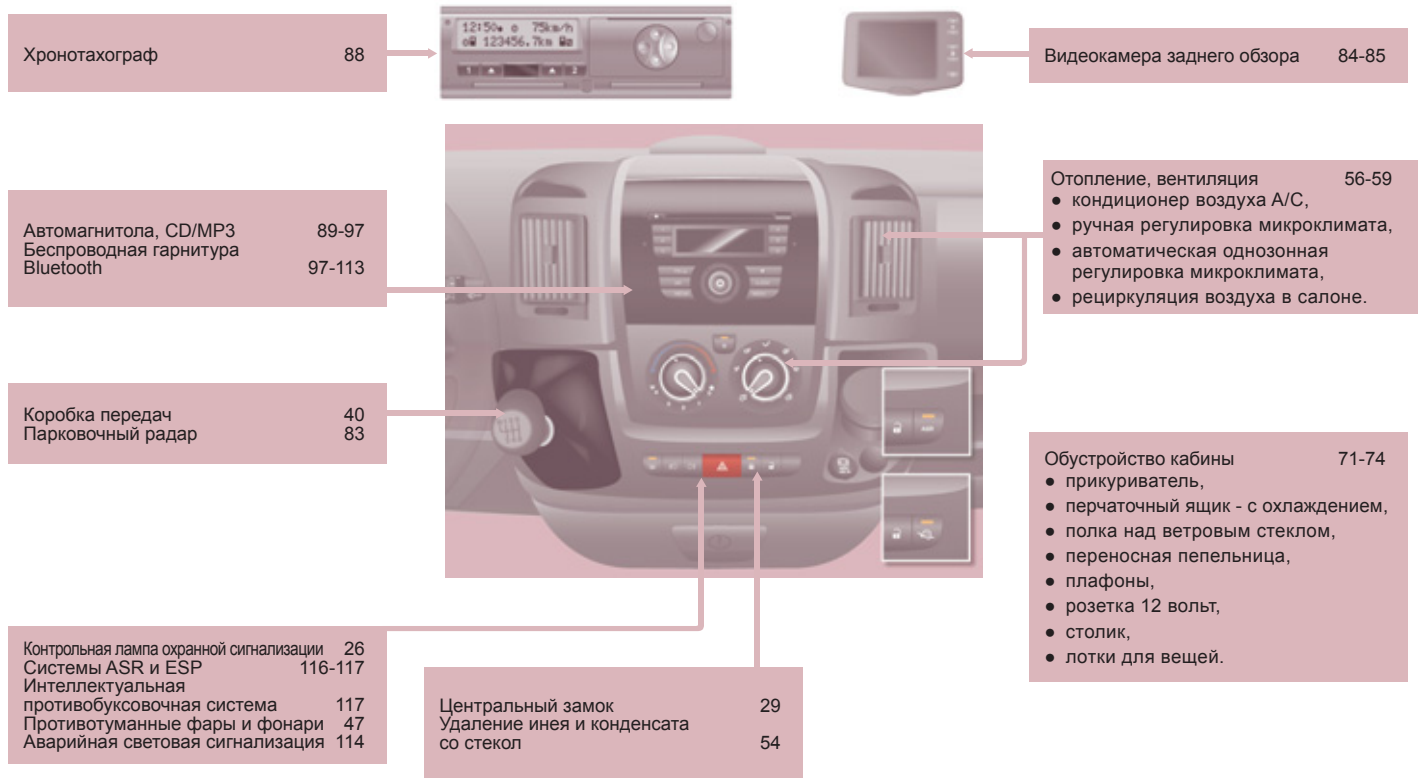 12:50 75km/h
123456.7km
1 2
Хронотахограф 88
Видеокамера заднего обзора 84-85
Автомагнитола, CD/MP3 89-97
Беспроводная гарнитура
Bluetooth 97-113
Отопление, вентиляция 56-59
● кондиционер воздуха A/C,
● ручная регулировка микроклимата,
● автоматическая однозонная
регулировка микроклимата,
● рециркуляция воздуха в салоне.
Коробка передач 40
Парковочный радар 83
ASR
Обустройство кабины 71-74
● прикуриватель,
● перчаточный ящик - с охлаждением,
● полка над ветровым стеклом,
● переносная пепельница,
● плафоны,
● розетка 12 вольт,
● столик,
● лотки для вещей.
Контрольная лампа охранной сигнализации 26
Системы ASR и ESP 116-117
Интеллектуальная
противобуксовочная система 117
Противотуманные фары и фонари 47
Аварийная световая сигнализация 114
Центральный замок 29
Удаление инея и конденсата
со стекол 54